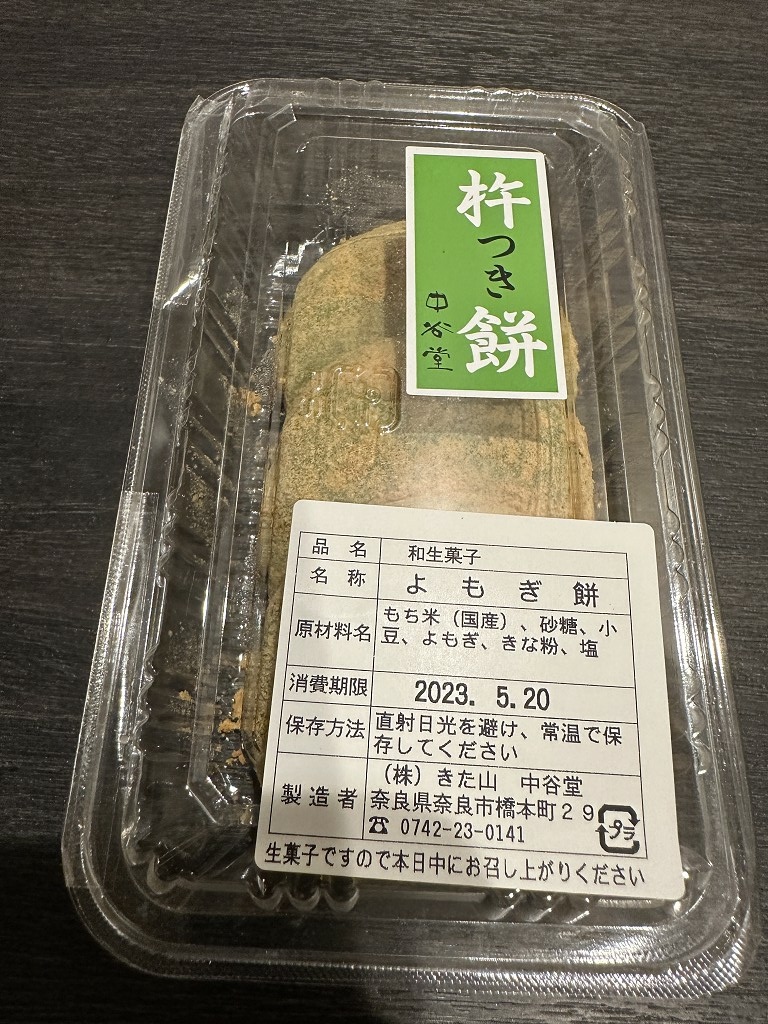 杵つき餅
中谷堂
品名 和生菓子
名称 よもぎ餅
原材料名 もち米（国産）、砂糖、小
豆、よもぎ、きな粉、塩
消費期限 2023. 5.20
保存方法 直射日光を避け、常温で保
存してください
製造者 （株）きた山 中谷堂
奈良県奈良市橋本町２９
☎ 0742-23-0141
プラ
生菓子ですので本日中にお召し上がりください